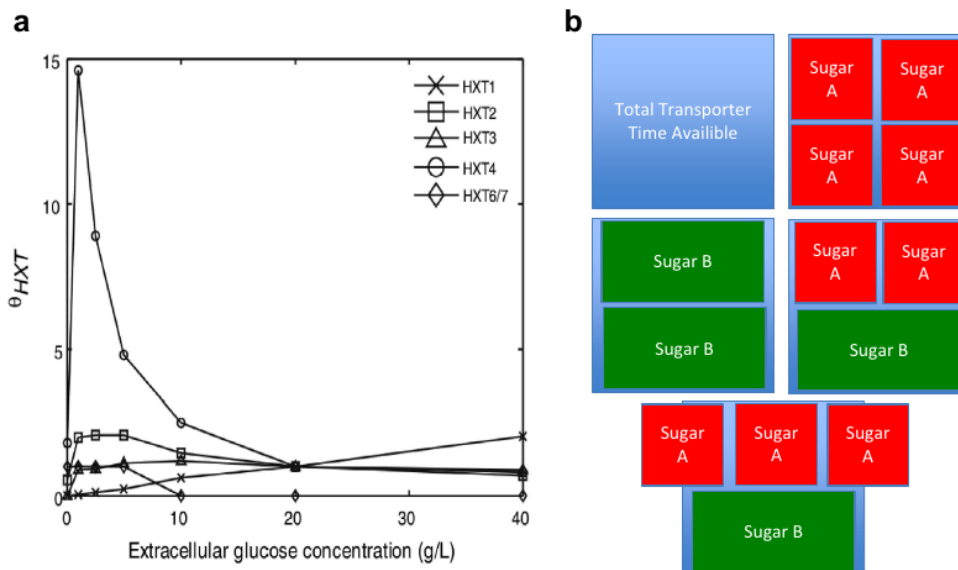 a
15
10
5
0
θHXT
0
10
20
30
40
Extracellular glucose concentration (g/L)
HXT1
HXT2
HXT3
HXT4
HXT6/7
b
Total Transporter
Time Availible
Sugar
A
Sugar
A
Sugar
A
Sugar
A
Sugar B
Sugar B
Sugar
A
Sugar
A
Sugar B
Sugar
A
Sugar
A
Sugar
A
Sugar B